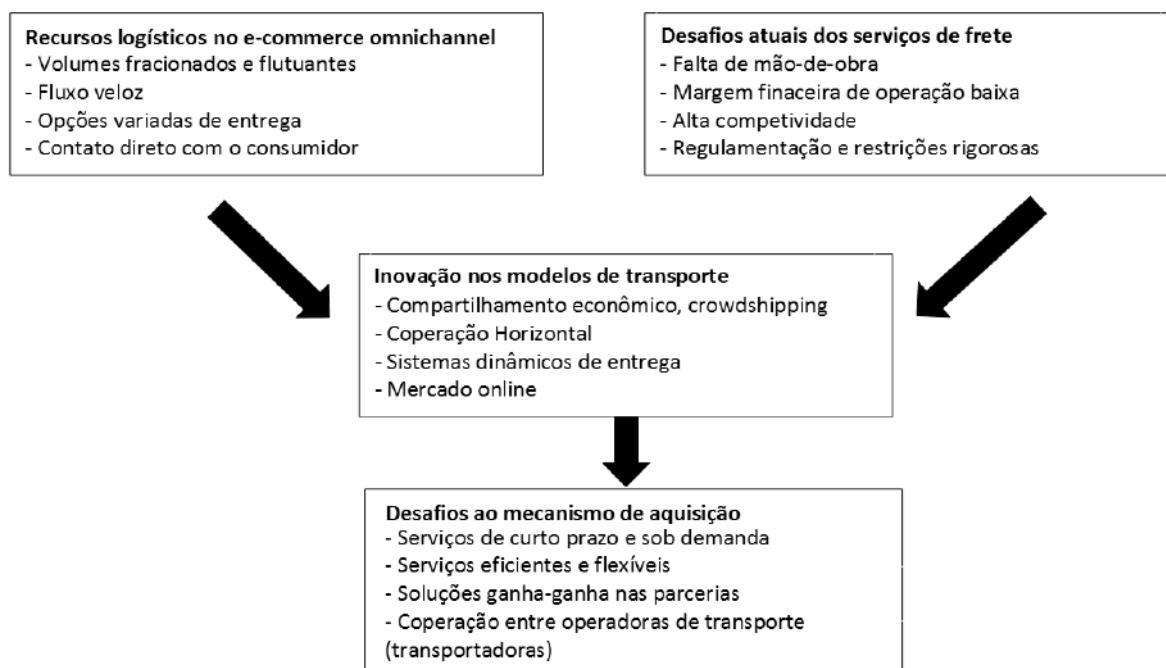 Recursos logísticos no e-commerce omnichannel
- Volumes fracionados e flutuantes
- Fluxo veloz
- Opções variadas de entrega
- Contato direto com o consumidor
Desafios atuais dos serviços de frete
- Falta de mão-de-obra
- Margem finaceira de operação baixa
- Alta competividade
- Regulamentação e restrições rigorosas
Inovação nos modelos de transporte
- Compartilhamento econômico, crowdshipping
- Coperação Horizontal
- Sistemas dinâmicos de entrega
- Mercado online
Desafios ao mecanismo de aquisição
- Serviços de curto prazo e sob demanda
- Serviços eficientes e flexíveis
- Soluções ganha-ganha nas parcerias
- Coperação entre operadoras de transporte
(transportadoras)